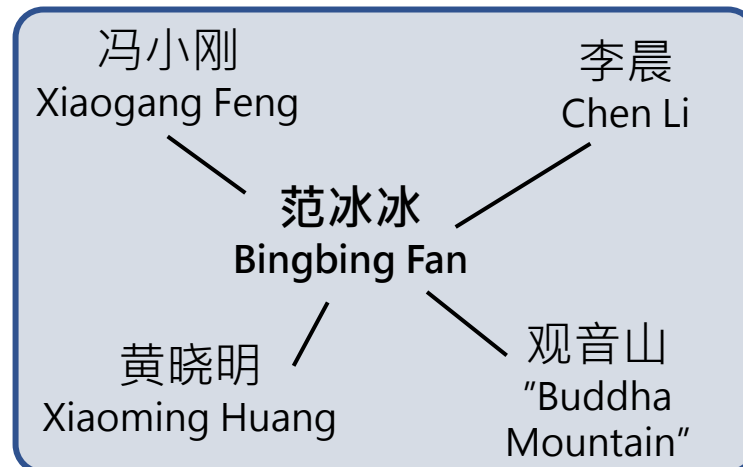 冯小刚
Xiaogang Feng
李晨
Chen Li
范冰冰
Bingbing Fan
黄晓明
Xiaoming Huang
观音山
"Buddha
Mountain"